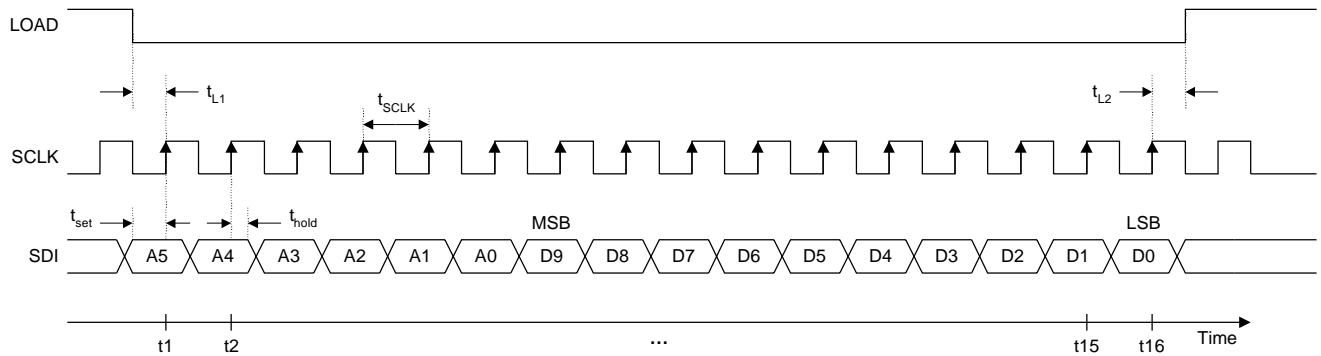 LOAD
tL1
tSCLK
tL2
SCLK
tset
thold
MSB
LSB
SDI
A5 A4 A3 A2 A1 A0 D9 D8 D7 D6 D5 D4 D3 D2 D1 D0
t1 t2 ... t15 t16 Time